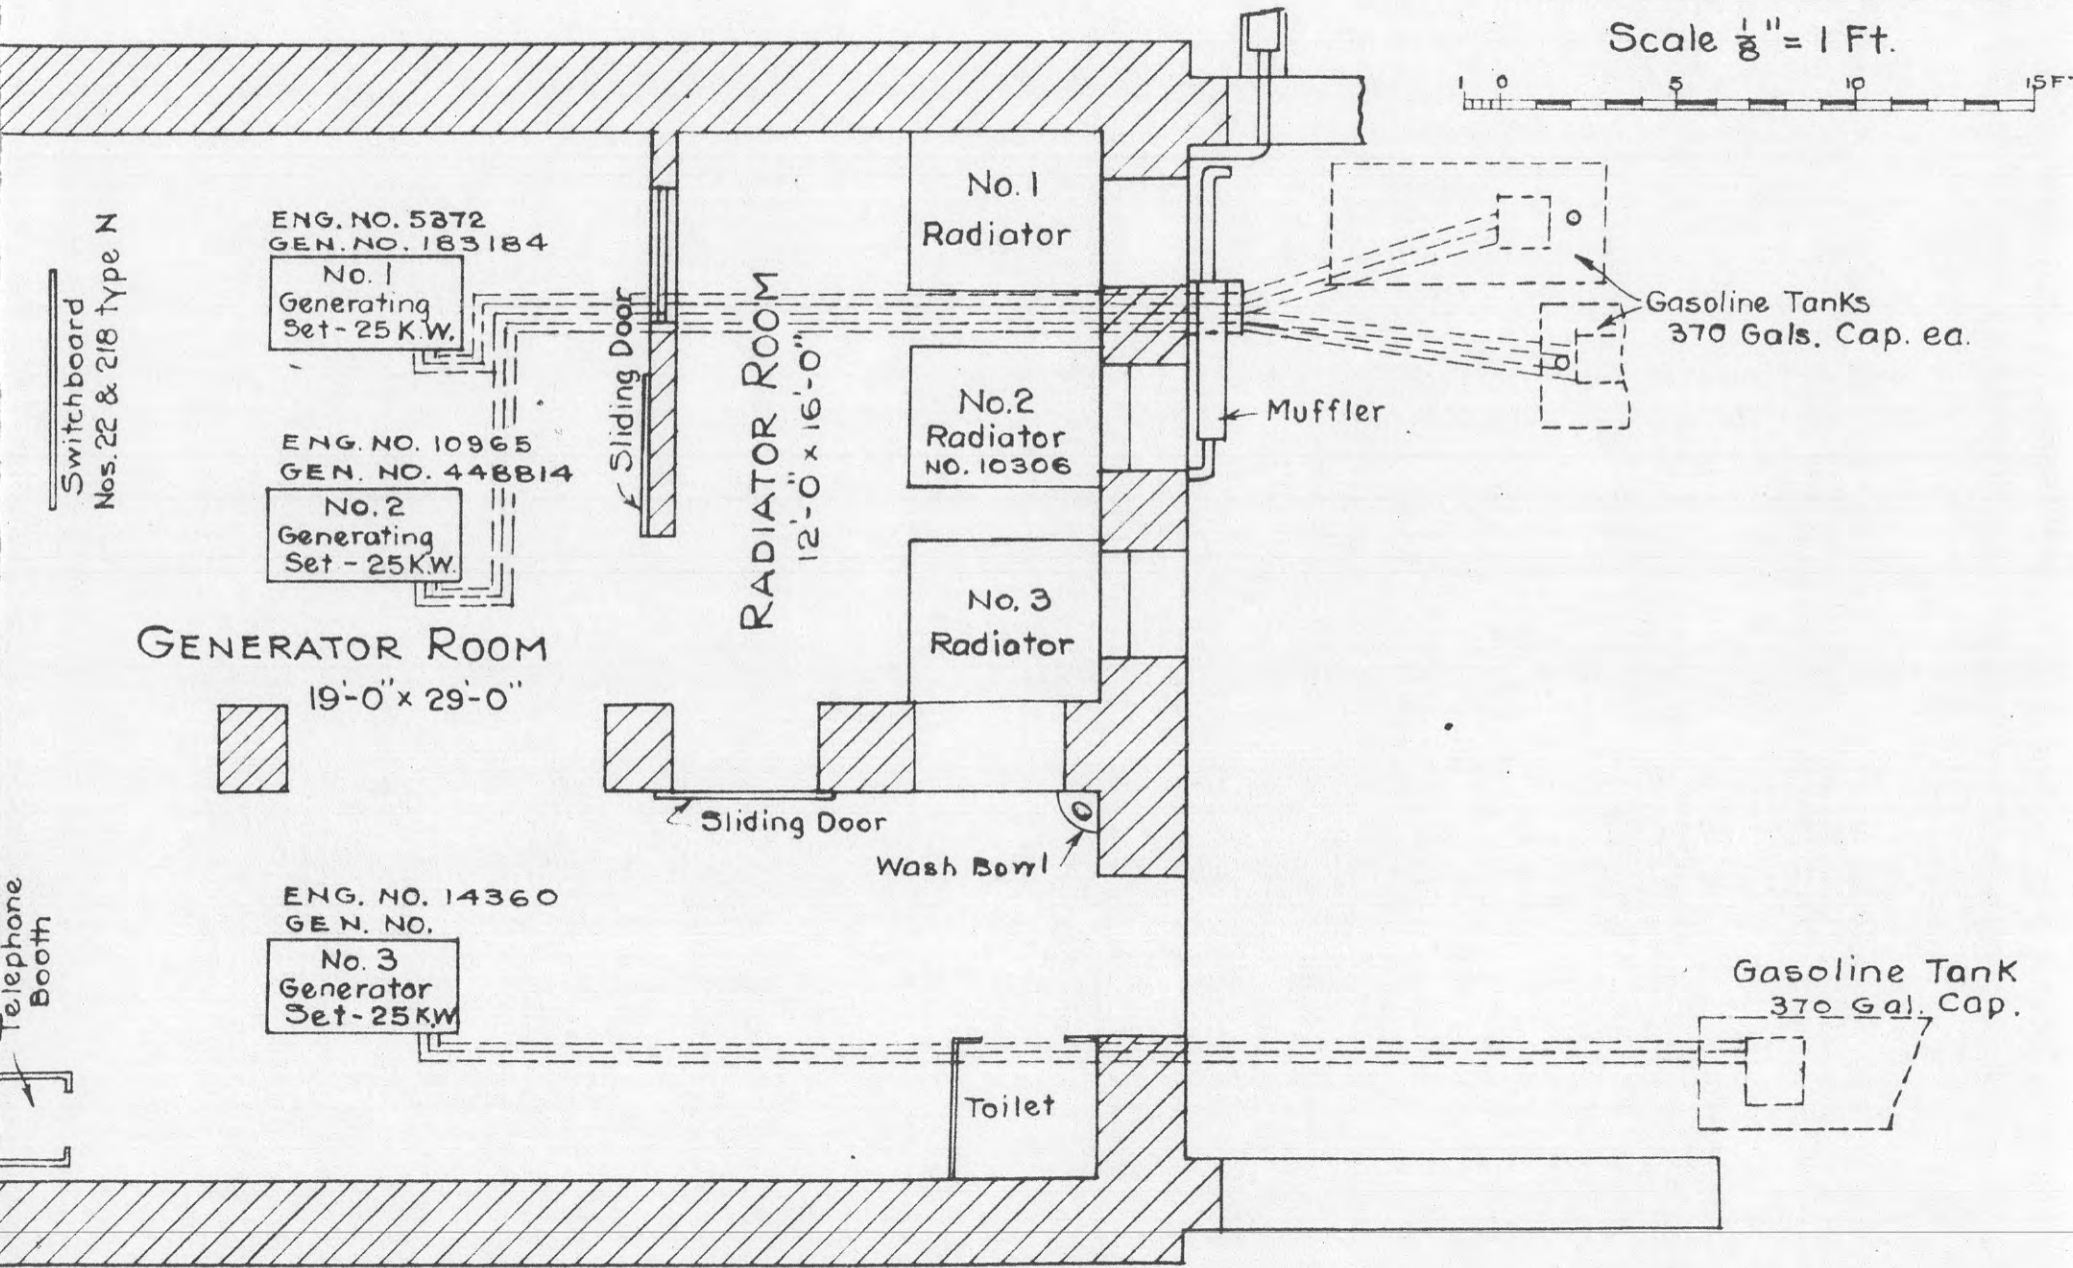 Scale 1/8" = 1 Ft.
1 0 5 10 15 FT
Switchboard
Nos. 22 & 218 type N
ENG. NO. 5372
GEN. NO. 183184
No. 1
Generating
Set - 25 K.W.
ENG. NO. 10965
GEN. NO. 448814
No. 2
Generating
Set - 25 K.W.
GENERATOR ROOM
19'-0" x 29'-0"
Sliding Door
RADIATOR ROOM
12'-0" x 16'-0"
No. 1
Radiator
No. 2
Radiator
NO. 10306
No. 3
Radiator
Muffler
Gasoline Tanks
370 Gals. Cap. ea.
Sliding Door
Wash Bowl
Telephone
Booth
ENG. NO. 14360
GEN. NO.
No. 3
Generator
Set - 25 K.W.
Toilet
Gasoline Tank
370 Gal. Cap.